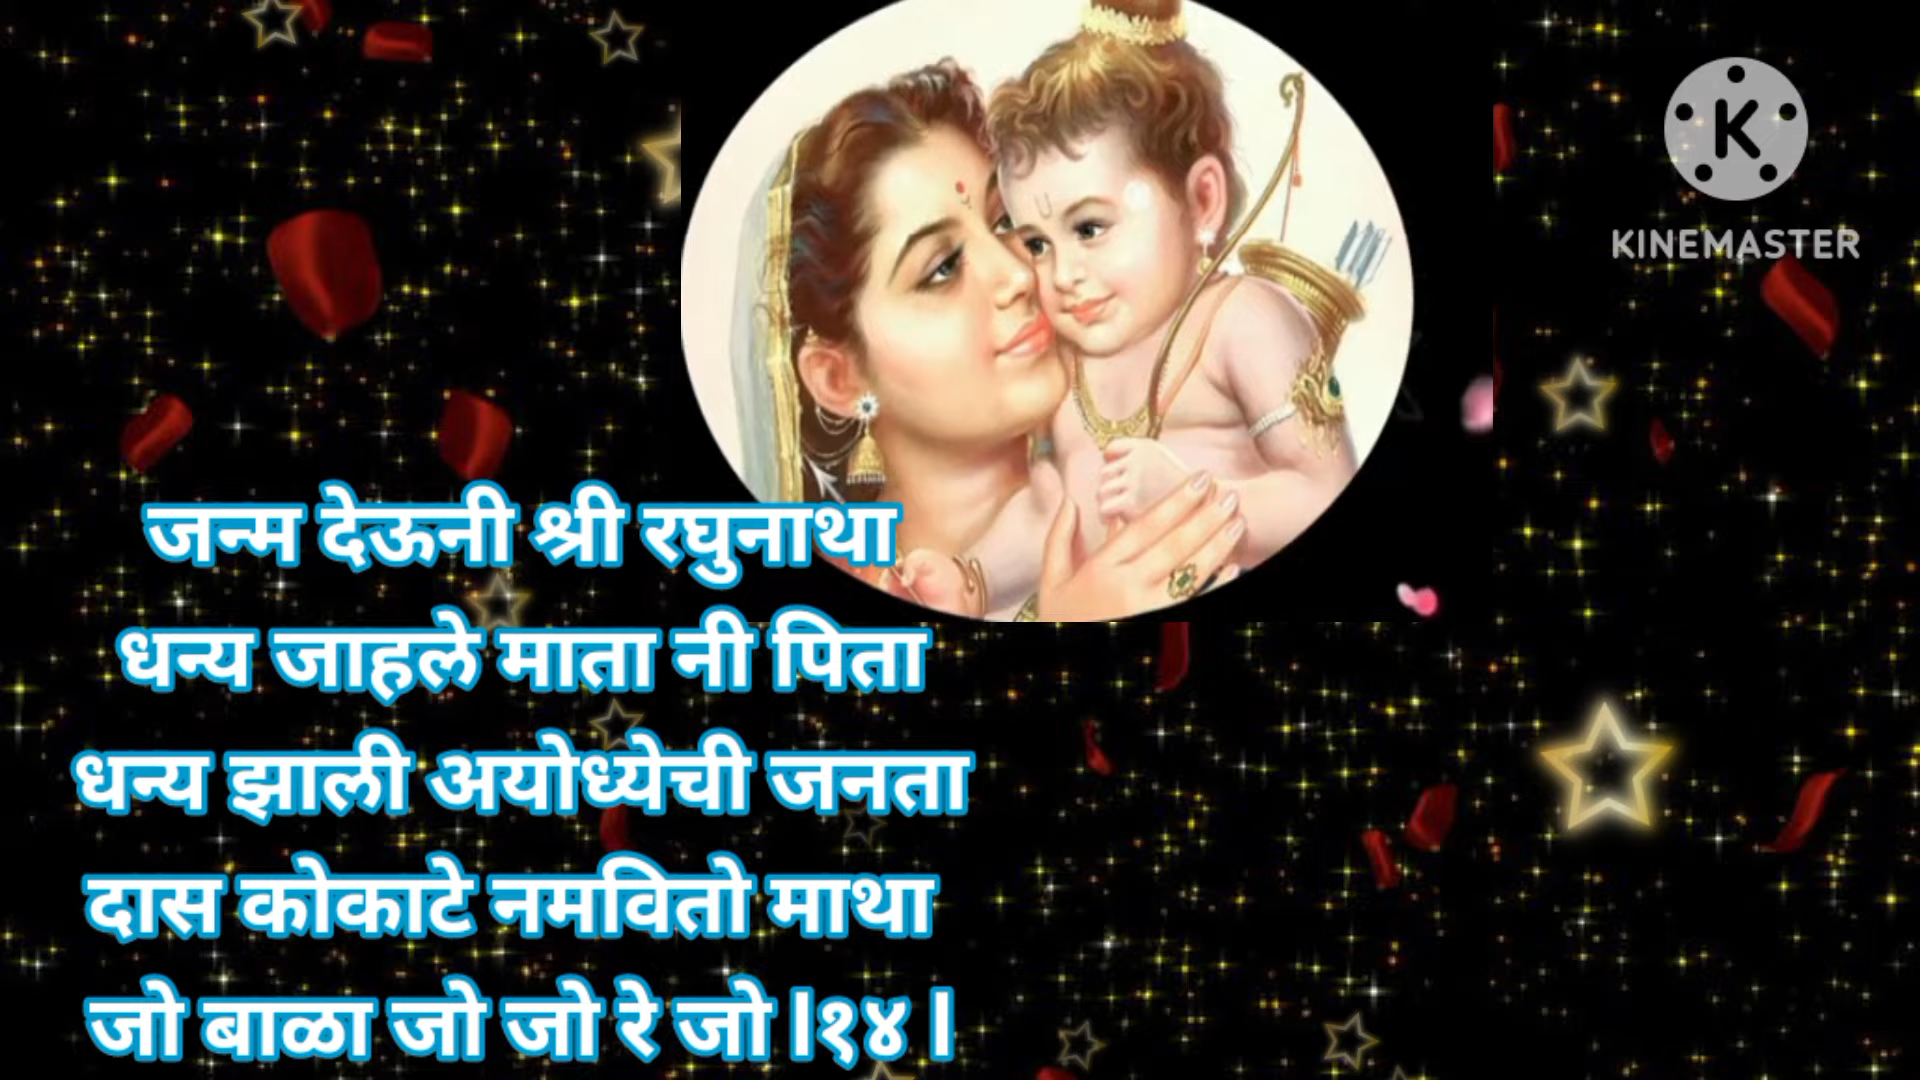 KINEMASTER
जन्म देऊनी श्री रघुनाथा
धन्य जाहले माता नी पिता
धन्य झाली अयोध्येची जनता
दास कोकाटे नमवितो माथा
जो बाळा जो जो रे जो।१४।